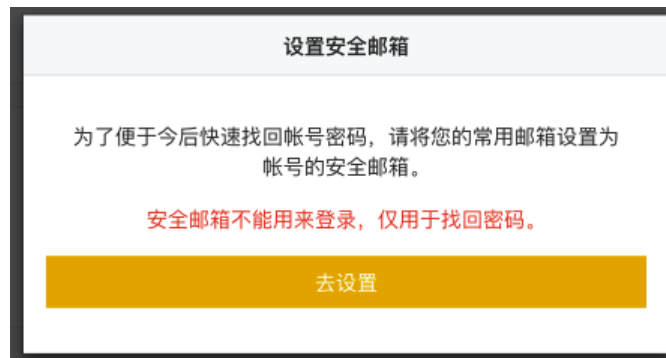 设置安全邮箱
为了便于今后快速找回帐号密码，请将您的常用邮箱设置为
帐号的安全邮箱。
安全邮箱不能用来登录，仅用于找回密码。
去设置